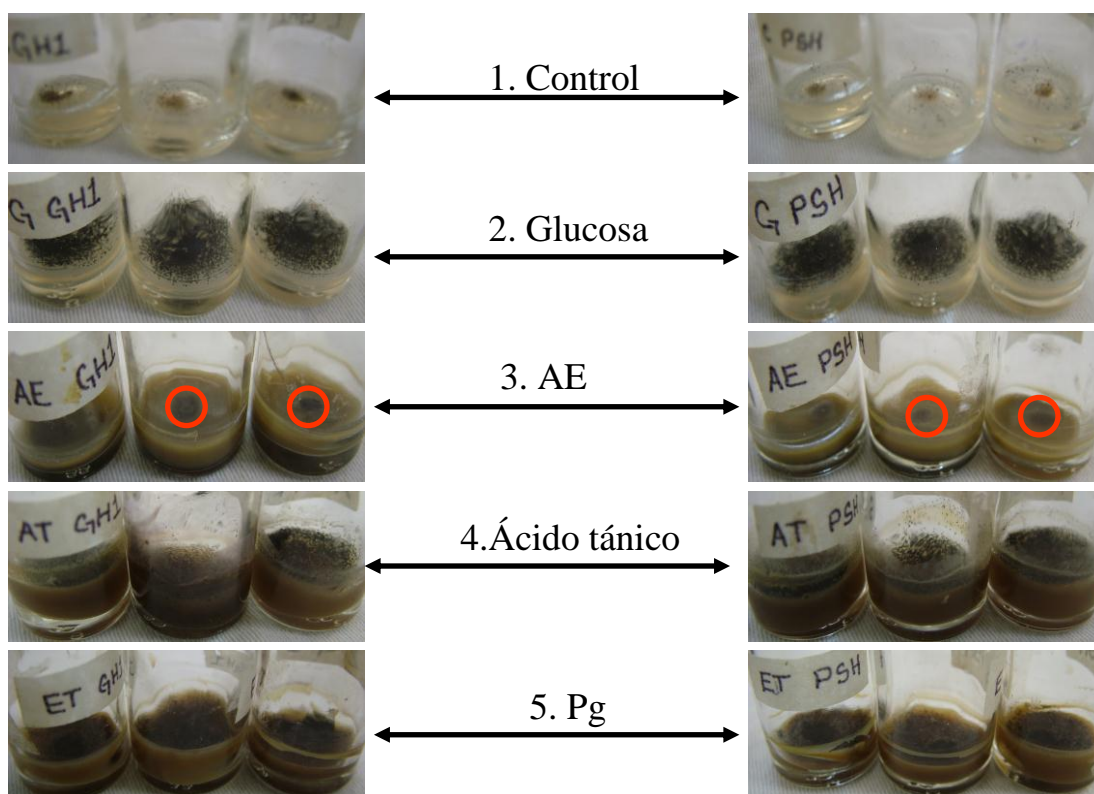 GH1
1. Control
C PSH
G GH1
2. Glucosa
G PSH
AE GH1
3. AE
AE PSH
AT GH1
4.Ácido tánico
AT PSH
ET GH1
5. Pg
ET PSH